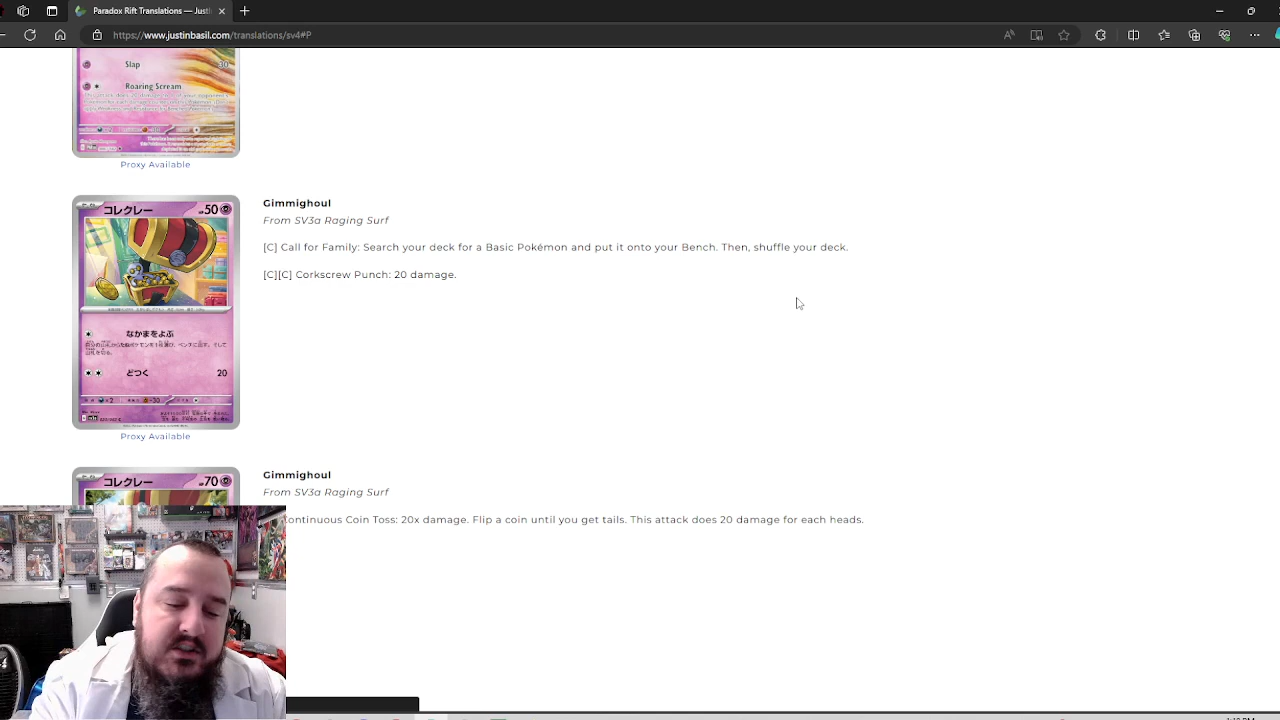 Paradox Rift Translations — Justi
https://www.justinbasil.com/translations/sv4#P
Slap 30
Roaring Scream
Proxy Available
コレクレー 50
Gimmighoul
From SV3a Raging Surf
[C] Call for Family: Search your deck for a Basic Pokémon and put it onto your Bench. Then, shuffle your deck.
[C][C] Corkscrew Punch: 20 damage.
なかまをよぶ
どつく 20
×2 -30
Proxy Available
コレクレー 70
Gimmighoul
From SV3a Raging Surf
Continuous Coin Toss: 20x damage. Flip a coin until you get tails. This attack does 20 damage for each heads.